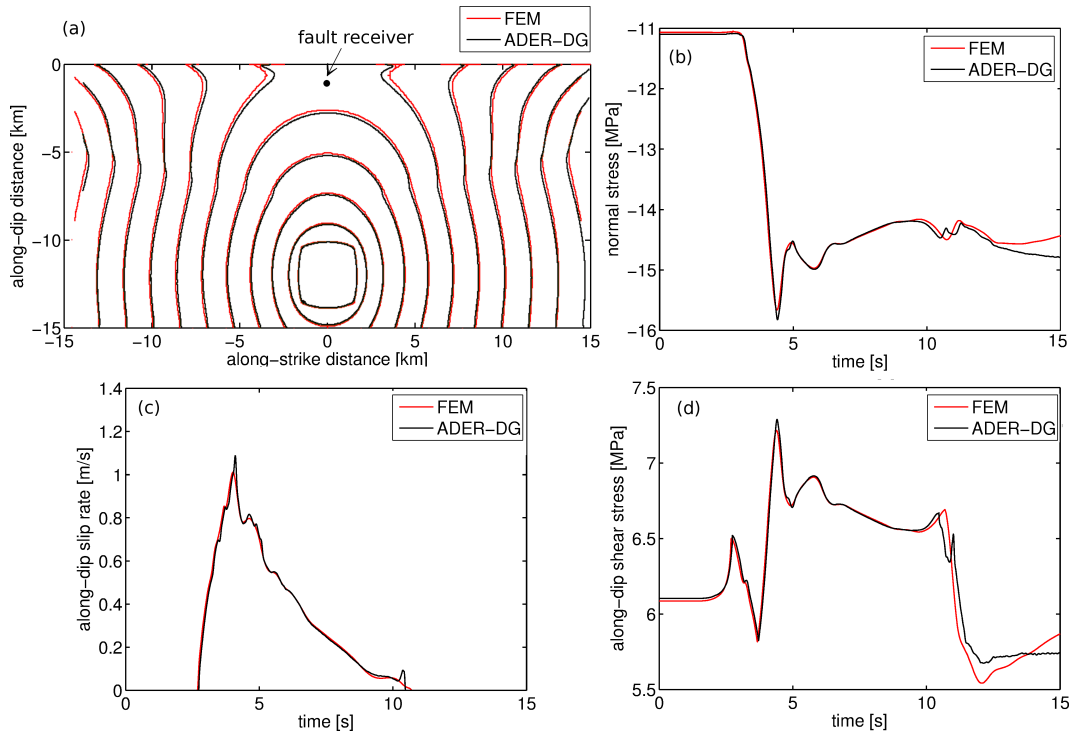 (a)
fault receiver
FEM
ADER-DG
0
-5
-10
-15
along-dip distance [km]
-15
-10
-5
0
5
10
15
along-strike distance [km]
(b)
FEM
ADER-DG
-11
-12
-13
-14
-15
-16
normal stress [MPa]
0
5
10
15
time [s]
(c)
FEM
ADER-DG
1.4
1.2
1
0.8
0.6
0.4
0.2
0
along-dip slip rate [m/s]
0
5
10
15
time [s]
(d)
FEM
ADER-DG
7.5
7
6.5
6
5.5
along-dip shear stress [MPa]
0
5
10
15
time [s]